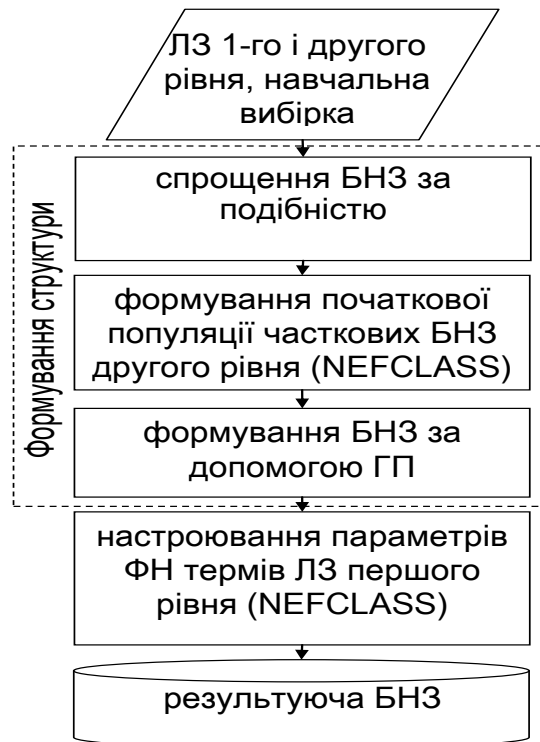 ЛЗ 1-го і другого
рівня, навчальна
вибірка
Формування структури
спрощення БНЗ за
подібністю
формування початкової
популяції часткових БНЗ
другого рівня (NEFCLASS)
формування БНЗ за
допомогою ГП
настроювання параметрів
ФН термів ЛЗ першого
рівня (NEFCLASS)
результуюча БНЗ